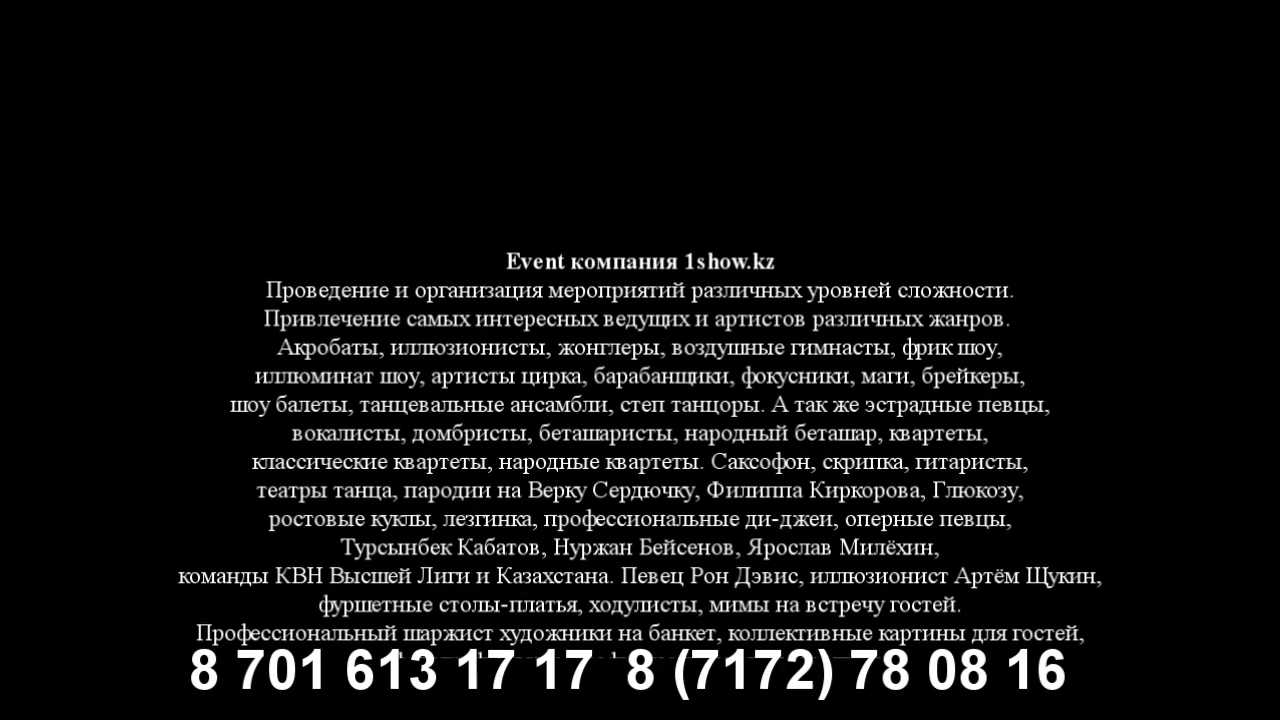 Event компания 1show.kz
Проведение и организация мероприятий различных уровней сложности.
Привлечение самых интересных ведущих и артистов различных жанров.
Акробаты, иллюзионисты, жонглеры, воздушные гимнасты, фрик шоу,
иллюминат шоу, артисты цирка, барабанщики, фокусники, маги, брейкеры,
шоу балеты, танцевальные ансамбли, степ танцоры. А так же эстрадные певцы,
вокалисты, домбристы, беташаристы, народный беташар, квартеты,
классические квартеты, народные квартеты. Саксофон, скрипка, гитаристы,
театры танца, пародии на Верку Сердючку, Филиппа Киркорова, Глюкозу,
ростовые куклы, лезгинка, профессиональные ди-джеи, оперные певцы,
Турсынбек Кабатов, Нуржан Бейсенов, Ярослав Милёхин,
команды КВН Высшей Лиги и Казахстана. Певец Рон Дэвис, иллюзионист Артём Щукин,
фуршетные столы-платья, ходулисты, мимы на встречу гостей.
Профессиональный шаржист художники на банкет, коллективные картины для гостей,
8 701 613 17 17 8 (7172) 78 08 16